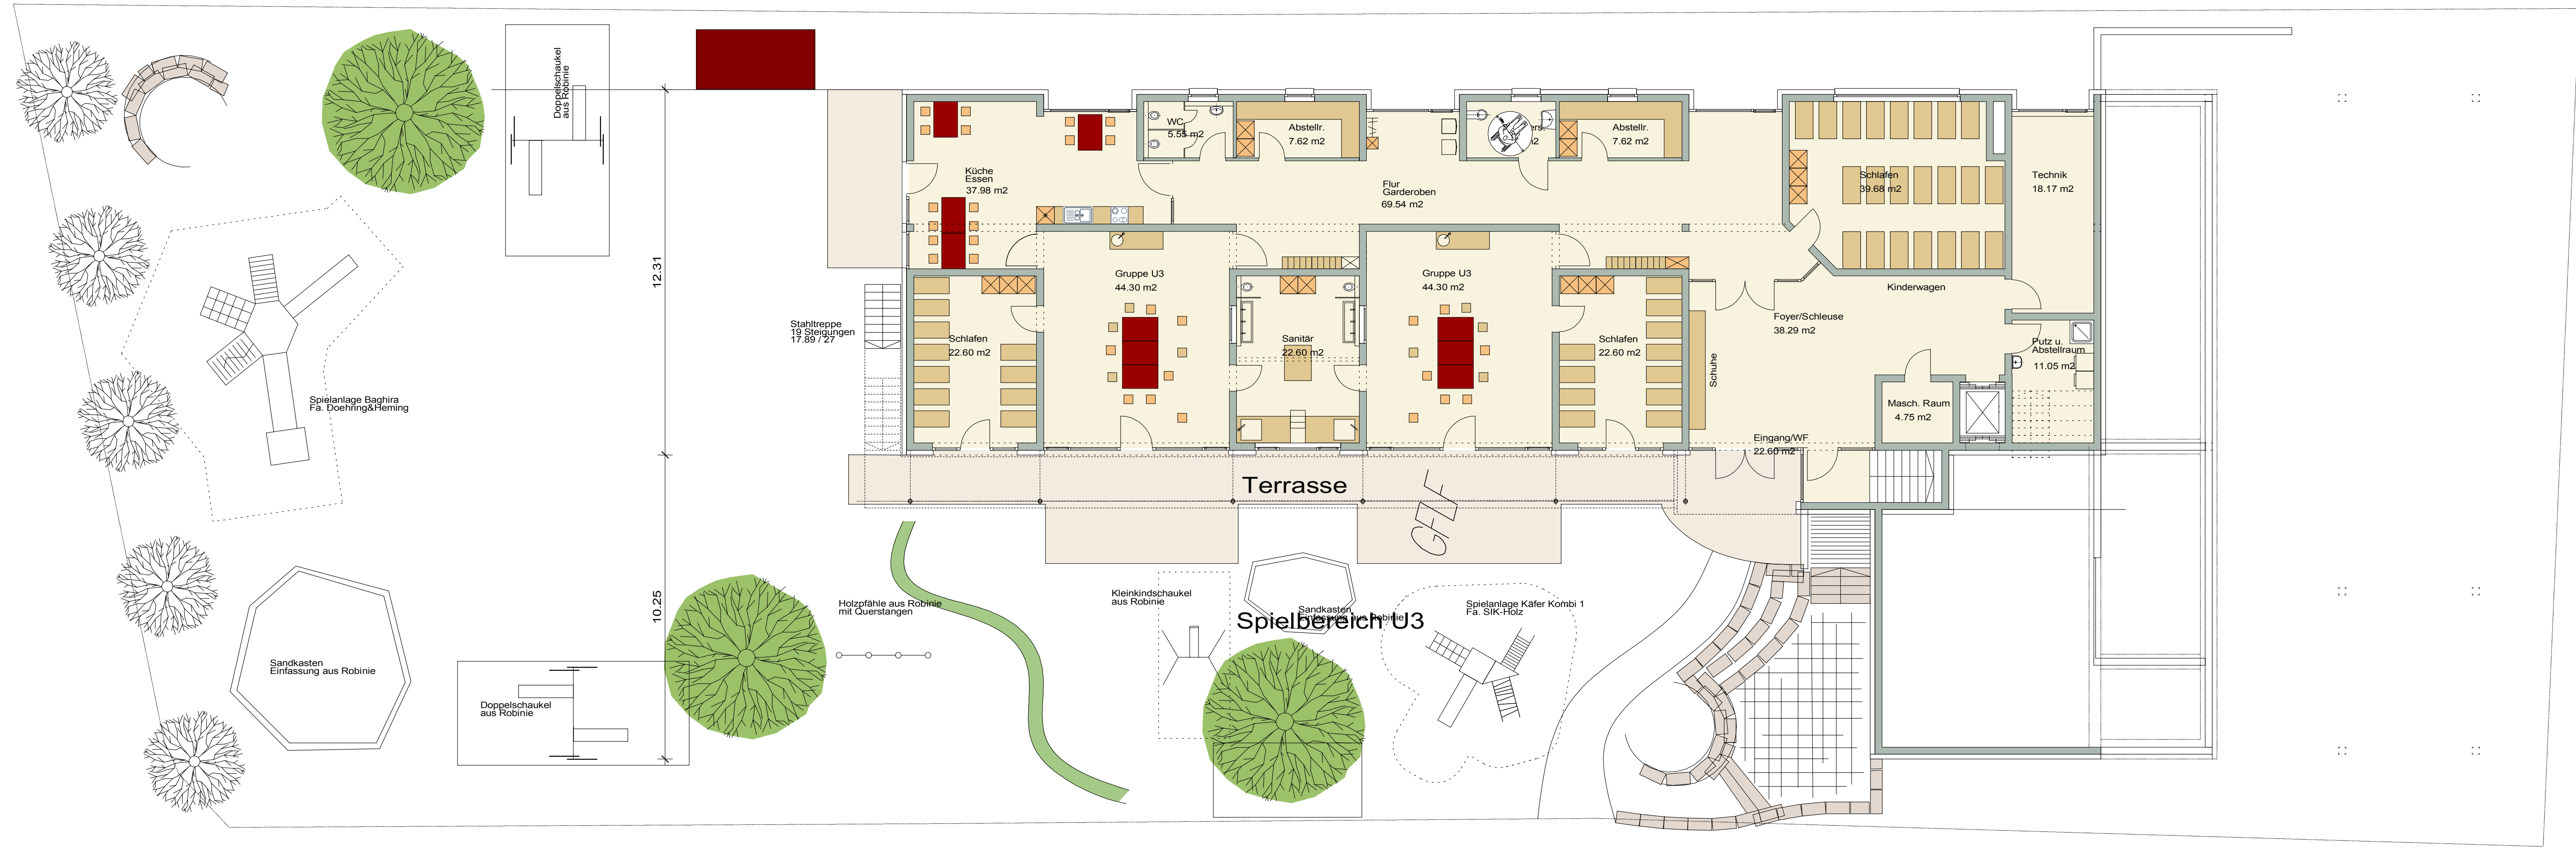 Doppelschaukel
aus Robinie
WC
5.55 m2
Abstellr.
7.62 m2
Abstellr.
7.62 m2
Küche
Essen
37.98 m2
Flur
Garderoben
69.54 m2
Schlafen
39.68 m2
Technik
18.17 m2
12.31
Gruppe U3
44.30 m2
Gruppe U3
44.30 m2
Kinderwagen
Foyer/Schleuse
38.29 m2
Stahltreppe
19 Steigungen
17.89 / 27
Schlafen
22.60 m2
Sanitär
22.60 m2
Schlafen
22.60 m2
Schuhe
Putz u.
Abstellraum
11.05 m2
Spielanlage Baghira
Fa. Doehring&Heming
Masch. Raum
4.75 m2
Eingang/WF
22.60 m2
Terrasse
GHF
10.25
Holzpfähle aus Robinie
mit Querstangen
Kleinkindschaukel
aus Robinie
Sandkasten
Einfassung aus Robinie
Spielbereich U3
Spielanlage Käfer Kombi 1
Fa. SIK-Holz
Sandkasten
Einfassung aus Robinie
Doppelschaukel
aus Robinie